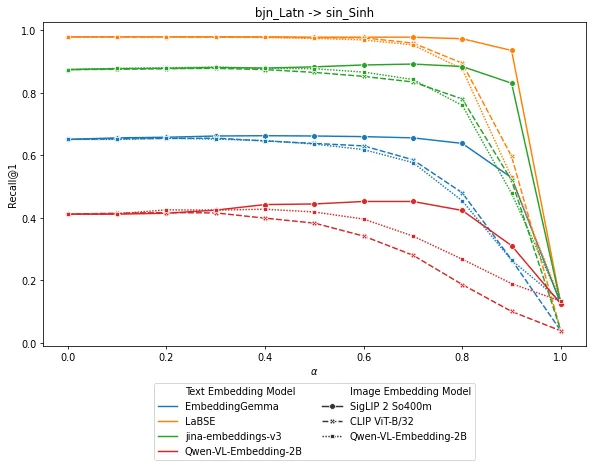 bjn_Latn -> sin_Sinh
Recall@1
1.0
0.8
0.6
0.4
0.2
0.0
0.0 0.2 0.4 0.6 0.8 1.0
α
Text Embedding Model Image Embedding Model
EmbeddingGemma SigLIP 2 So400m
LaBSE CLIP ViT-B/32
jina-embeddings-v3 Qwen-VL-Embedding-2B
Qwen-VL-Embedding-2B